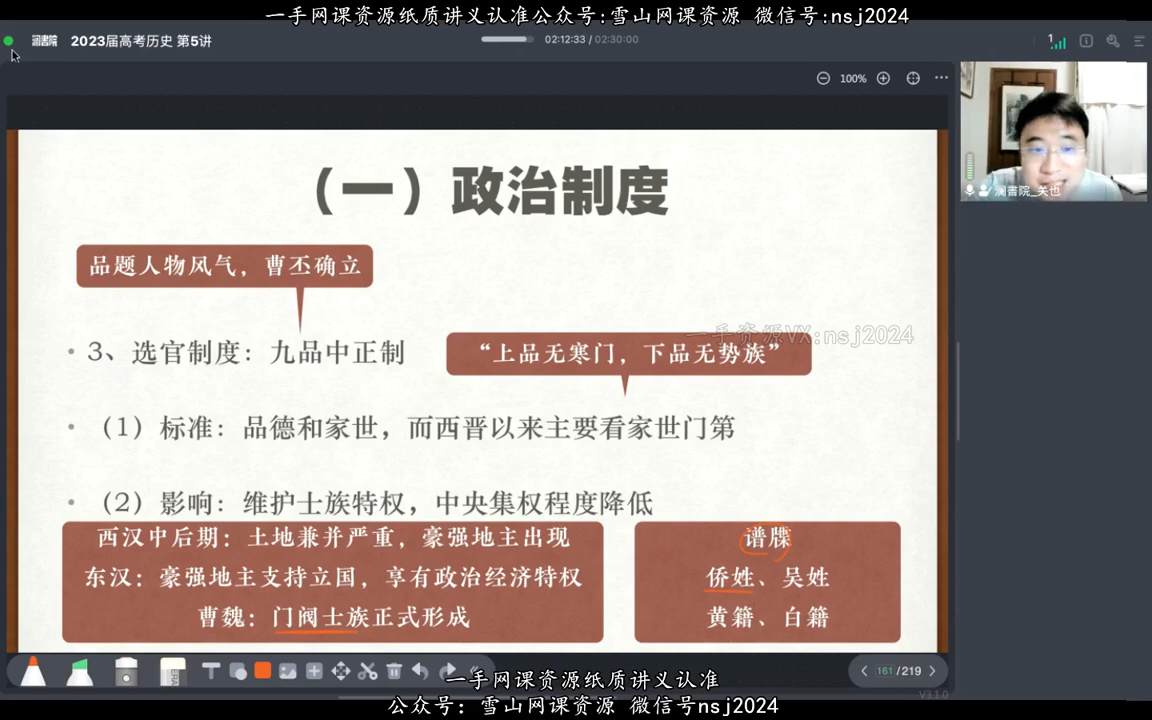 一手网课资源纸质讲义认准公众号:雪山网课资源 微信号:nsj2024
瀾書院 2023届高考历史 第5讲
02:12:33 / 02:30:00
1
100%
澜書院_关也
（一）政治制度
品题人物风气，曹丕确立
一手资源VX:nsj2024
• 3、选官制度：九品中正制
“上品无寒门，下品无势族”
• （1）标准：品德和家世，而西晋以来主要看家世门第
• （2）影响：维护士族特权，中央集权程度降低
西汉中后期：土地兼并严重，豪强地主出现
东汉：豪强地主支持立国，享有政治经济特权
曹魏：门阀士族正式形成
谱牒
侨姓、吴姓
黄籍、白籍
161 /219
V3.1.0
一手网课资源纸质讲义认准
公众号：雪山网课资源 微信号nsj2024